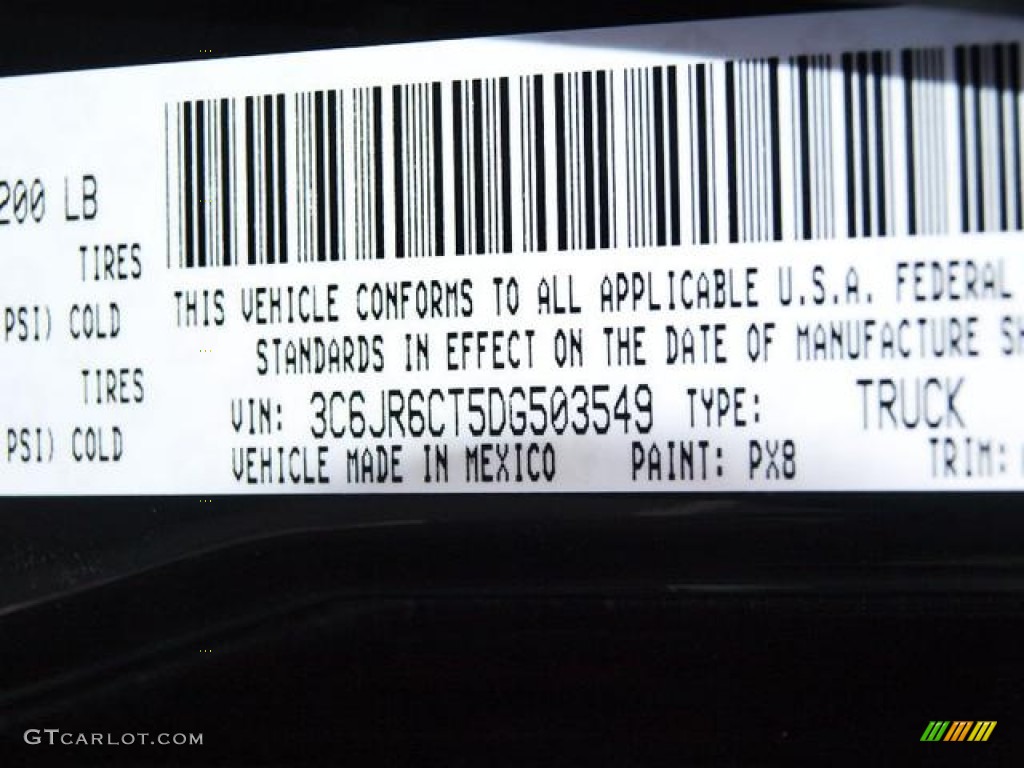 200 LB
TIRES
PSI) COLD
TIRES
PSI) COLD
THIS VEHICLE CONFORMS TO ALL APPLICABLE U.S.A. FEDERAL
STANDARDS IN EFFECT ON THE DATE OF MANUFACTURE SH
VIN: 3C6JR6CT5DG503549 TYPE: TRUCK
VEHICLE MADE IN MEXICO PAINT: PX8 TRIM:
GTCARLOT.COM